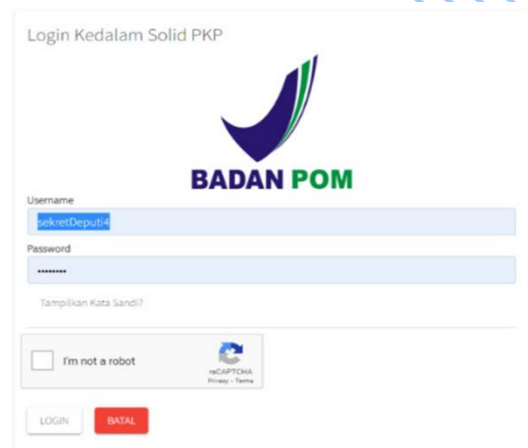 Login Kedalam Solid PKP
BADAN POM
Username
sekretDeputi4
Password
••••••••
Tampilkan Kata Sandi?
I'm not a robot
reCAPTCHA
Privacy - Terms
LOGIN BATAL